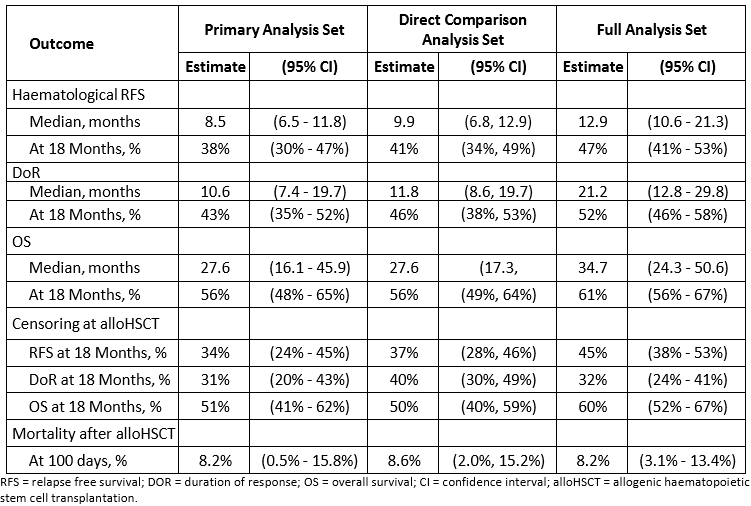 Outcome Primary Analysis Set Direct Comparison Analysis Set Full Analysis Set
Estimate (95% CI) Estimate (95% CI) Estimate (95% CI)
Haematological RFS
Median, months 8.5 (6.5 - 11.8) 9.9 (6.8, 12.9) 12.9 (10.6 - 21.3)
At 18 Months, % 38% (30% - 47%) 41% (34%, 49%) 47% (41% - 53%)
DoR
Median, months 10.6 (7.4 - 19.7) 11.8 (8.6, 19.7) 21.2 (12.8 - 29.8)
At 18 Months, % 43% (35% - 52%) 46% (38%, 53%) 52% (46% - 58%)
OS
Median, months 27.6 (16.1 - 45.9) 27.6 (17.3, 34.7 (24.3 - 50.6)
At 18 Months, % 56% (48% - 65%) 56% (49%, 64%) 61% (56% - 67%)
Censoring at alloHSCT
RFS at 18 Months, % 34% (24% - 45%) 37% (28%, 46%) 45% (38% - 53%)
DoR at 18 Months, % 31% (20% - 43%) 40% (30%, 49%) 32% (24% - 41%)
OS at 18 Months, % 51% (41% - 62%) 50% (40%, 59%) 60% (52% - 67%)
Mortality after alloHSCT
At 100 days, % 8.2% (0.5% - 15.8%) 8.6% (2.0%, 15.2%) 8.2% (3.1% - 13.4%)
RFS = relapse free survival; DOR = duration of response; OS = overall survival; CI = confidence interval; alloHSCT = allogenic haematopoietic
stem cell transplantation.